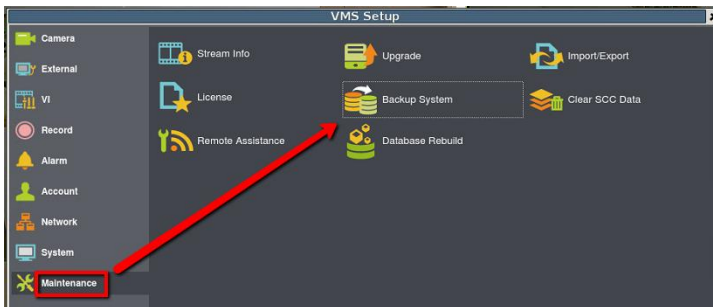 VMS Setup
Camera
External
VI
Record
Alarm
Account
Network
System
Maintenance
Stream Info
Upgrade
Import/Export
License
Backup System
Clear SCC Data
Remote Assistance
Database Rebuild